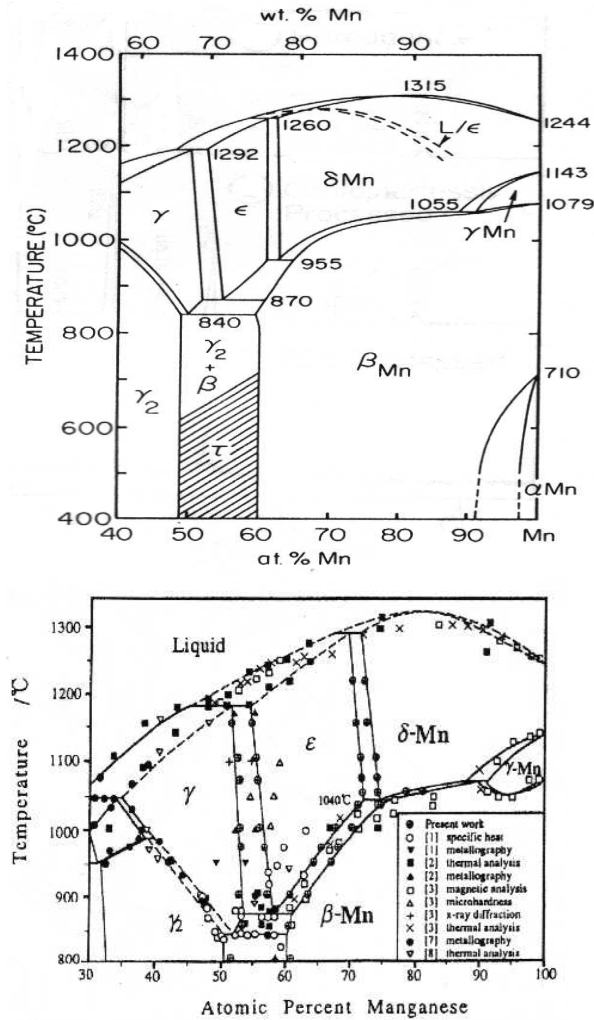 wt. % Mn
60 70 80 90
1400
1315
L/ε
1260
1244
1292
1200
δMn
1143
1055
1079
γ
ε
γMn
1000
955
870
840
800
γ₂
+
β
βMn
710
γ₂
600
τ
αMn
400
40 50 60 70 80 90 Mn
at. % Mn
TEMPERATURE(°C)
1300
Liquid
1200
ε
δ-Mn
1100
γ
γ-Mn
1040℃
1000
900
γ₂
β-Mn
800
Present work
[1] specific heat
[1] metallography
[2] thermal analysis
[2] metallography
[3] magnetic analysis
[3] microhardness
[3] x-ray diffraction
[3] thermal analysis
[7] metallography
[8] thermal analysis
30 40 50 60 70 80 90 100
Atomic Percent Manganese
Temperature /℃